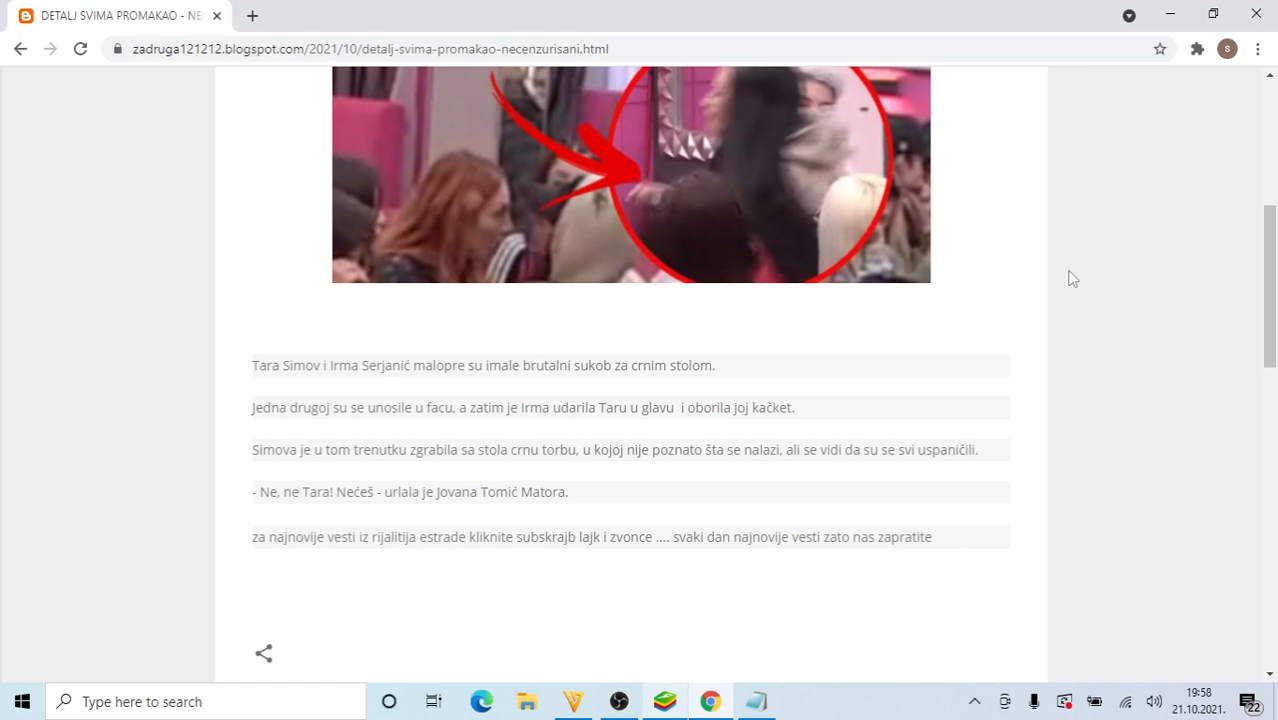 DETALJ SVIMA PROMAKAO - NE
zadruga121212.blogspot.com/2021/10/detalj-svima-promakao-necenzurisani.html
S
Tara Simov i Irma Serjanić malopre su imale brutalni sukob za crnim stolom.
Jedna drugoj su se unosile u facu, a zatim je Irma udarila Taru u glavu  i oborila joj kačket.
Simova je u tom trenutku zgrabila sa stola crnu torbu, u kojoj nije poznato šta se nalazi, ali se vidi da su se svi uspaničili.
- Ne, ne Tara! Nećeš - urlala je Jovana Tomić Matora.
za najnovije vesti iz rijalitija estrade kliknite subskrajb lajk i zvonce .... svaki dan najnovije vesti zato nas zapratite
Type here to search
19:58
21.10.2021.
22